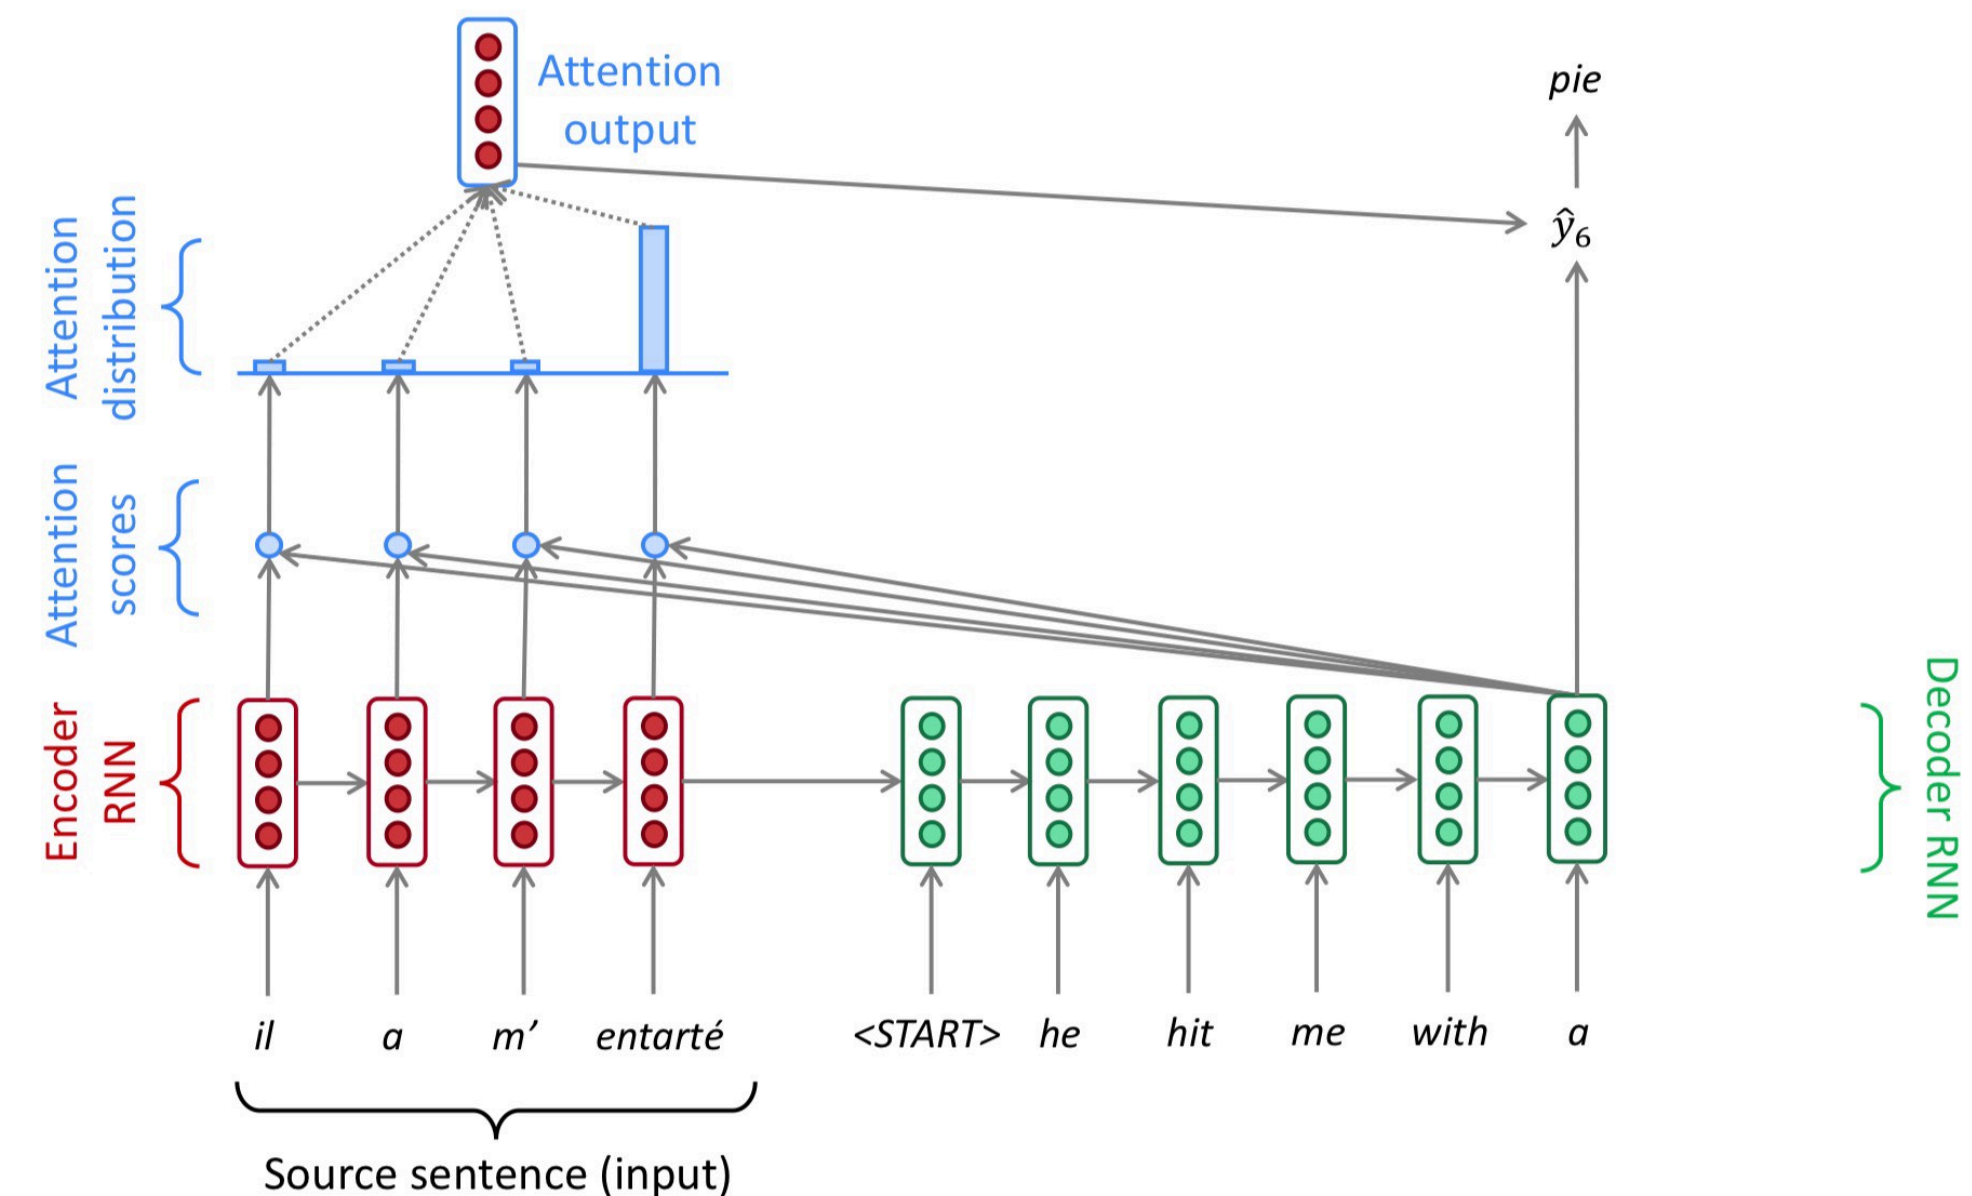 Attention
output
pie
ŷ₆
Attention
distribution
Attention
scores
Encoder
RNN
Decoder RNN
il a m’ entarté <START> he hit me with a
Source sentence (input)